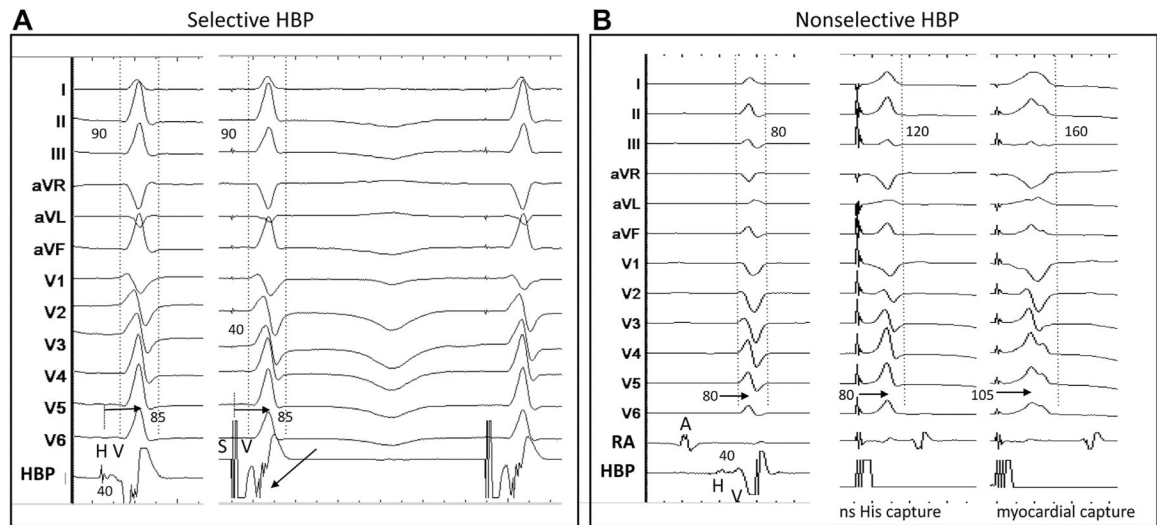 A Selective HBP
I
II
90 90
III
aVR
aVL
aVF
V1
V2
40
V3
V4
V5
85 85
V6
H V S V
HBP
40
B Nonselective HBP
I
II
80 120 160
III
aVR
aVL
aVF
V1
V2
V3
V4
V5
80 80 105
V6
A
RA
40
HBP
H
V
ns His capture myocardial capture